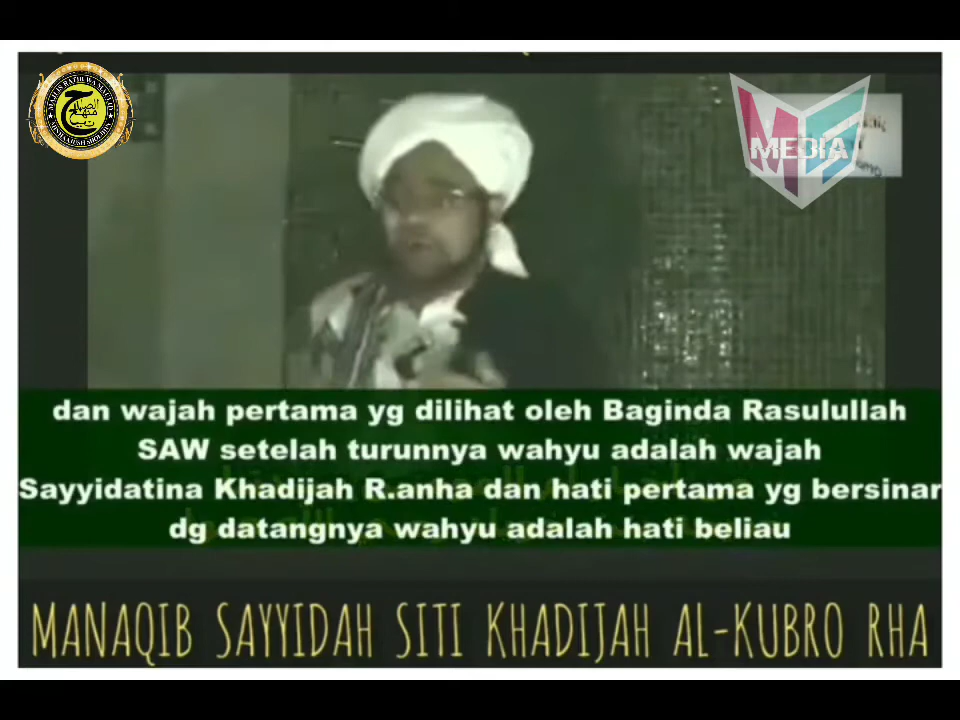 MEDIA
dan wajah pertama yg dilihat oleh Baginda Rasulullah
SAW setelah turunnya wahyu adalah wajah
Sayyidatina Khadijah R.anha dan hati pertama yg bersinar
dg datangnya wahyu adalah hati beliau
MANAQIB SAYYIDAH SITI KHADIJAH AL-KUBRO RHA